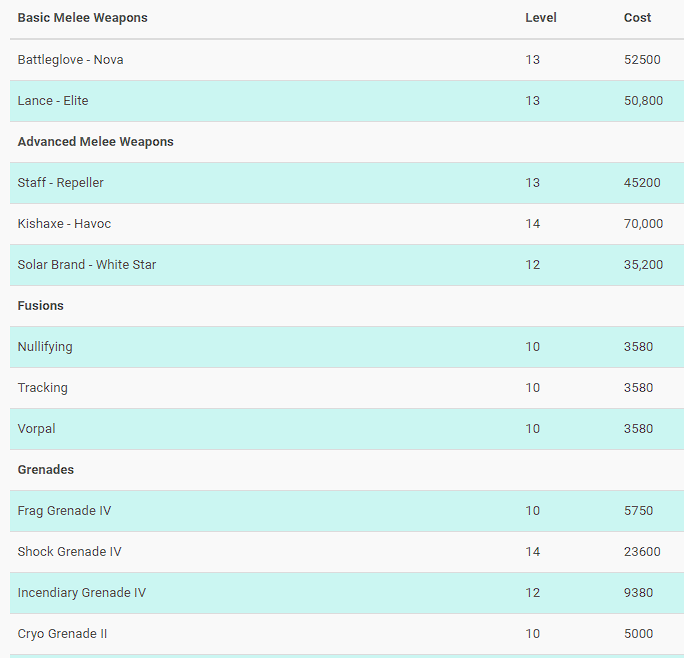 Basic Melee Weapons Level Cost
Battleglove - Nova 13 52500
Lance - Elite 13 50,800
Advanced Melee Weapons
Staff - Repeller 13 45200
Kishaxe - Havoc 14 70,000
Solar Brand - White Star 12 35,200
Fusions
Nullifying 10 3580
Tracking 10 3580
Vorpal 10 3580
Grenades
Frag Grenade IV 10 5750
Shock Grenade IV 14 23600
Incendiary Grenade IV 12 9380
Cryo Grenade II 10 5000